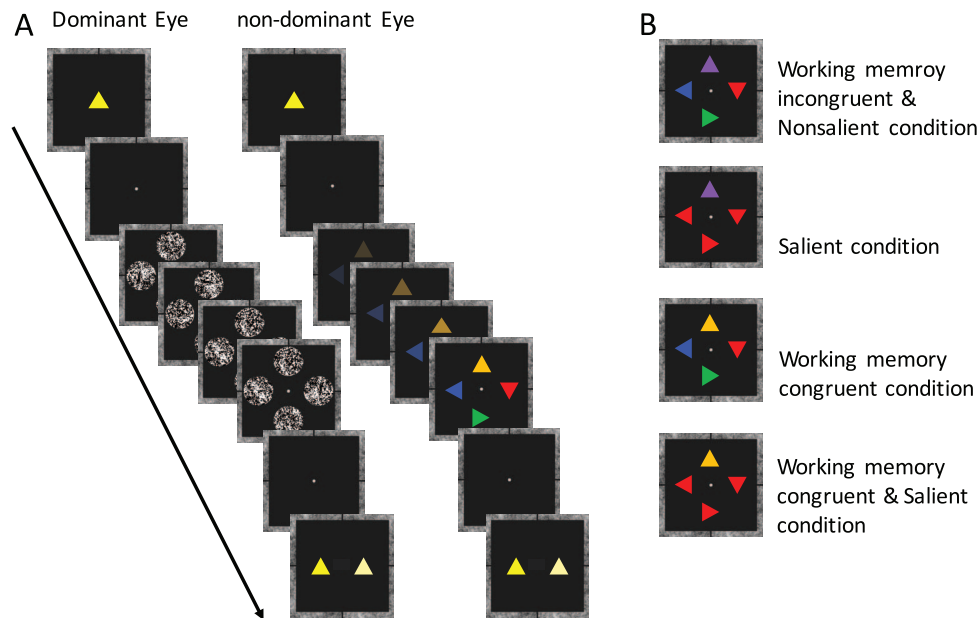 A
Dominant Eye
non-dominant Eye
B
Working memroy
incongruent &
Nonsalient condition
Salient condition
Working memory
congruent condition
Working memory
congruent & Salient
condition